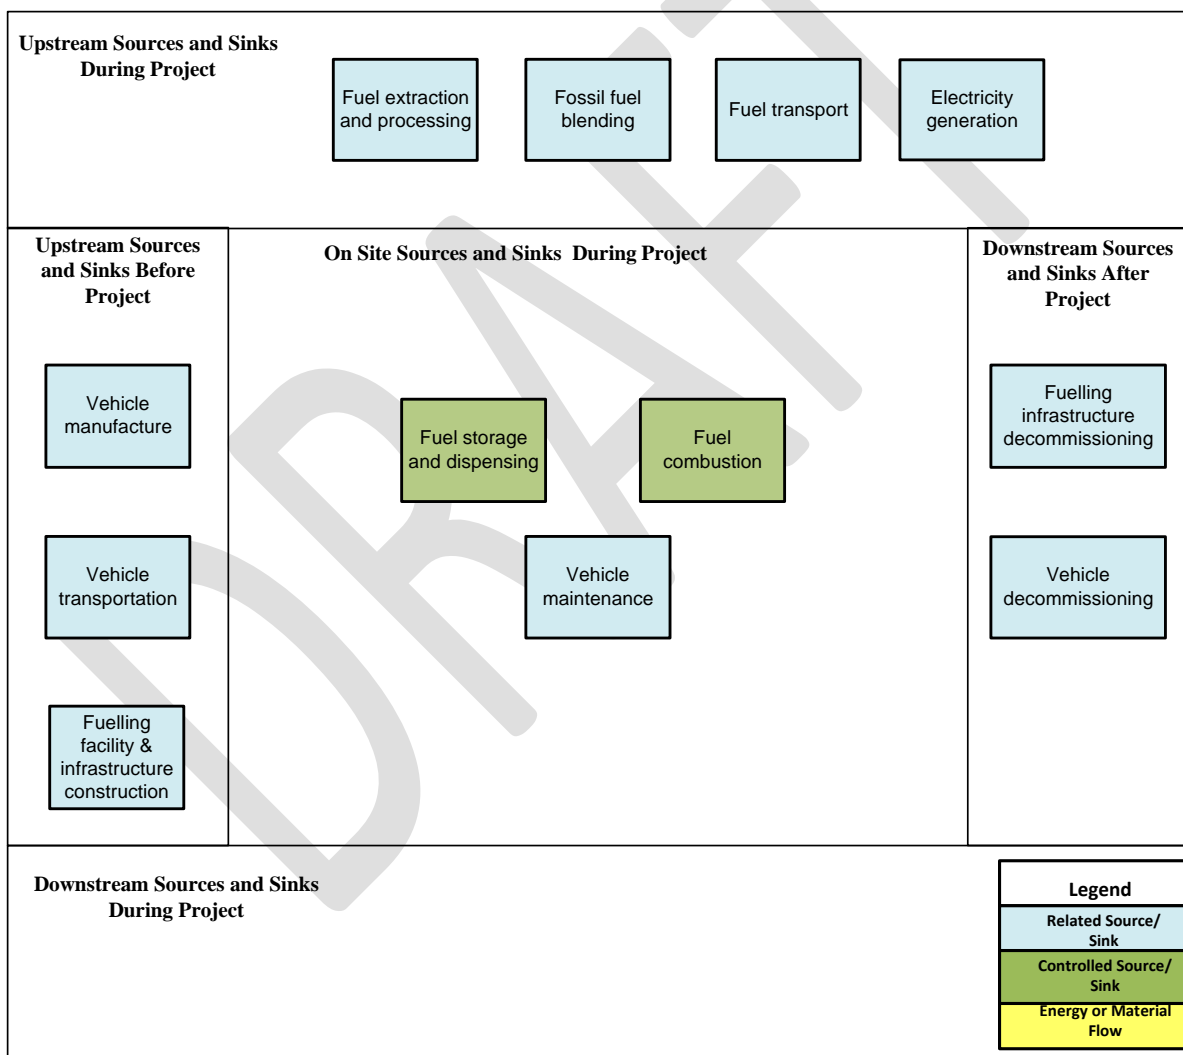 Upstream Sources and Sinks
During Project
Fuel extraction
and processing
Fossil fuel
blending
Fuel transport
Electricity
generation
Upstream Sources
and Sinks Before
Project
On Site Sources and Sinks During Project
Downstream Sources
and Sinks After
Project
Vehicle
manufacture
Fuel storage
and dispensing
Fuel
combustion
Fuelling
infrastructure
decommissioning
Vehicle
transportation
Vehicle
maintenance
Vehicle
decommissioning
Fuelling
facility &
infrastructure
construction
Downstream Sources and Sinks
During Project
Legend
Related Source/
Sink
Controlled Source/
Sink
Energy or Material
Flow
DRAFT